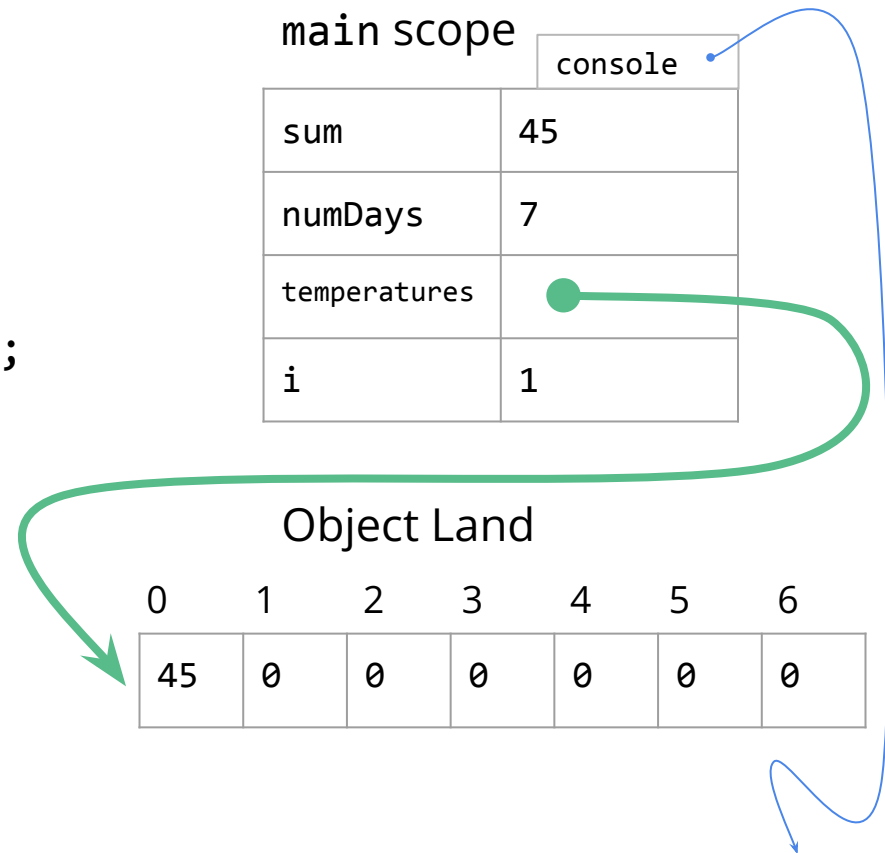 main scope
console
sum 45
numDays 7
temperatures
;
i 1
Object Land
0 1 2 3 4 5 6
45 0 0 0 0 0 0